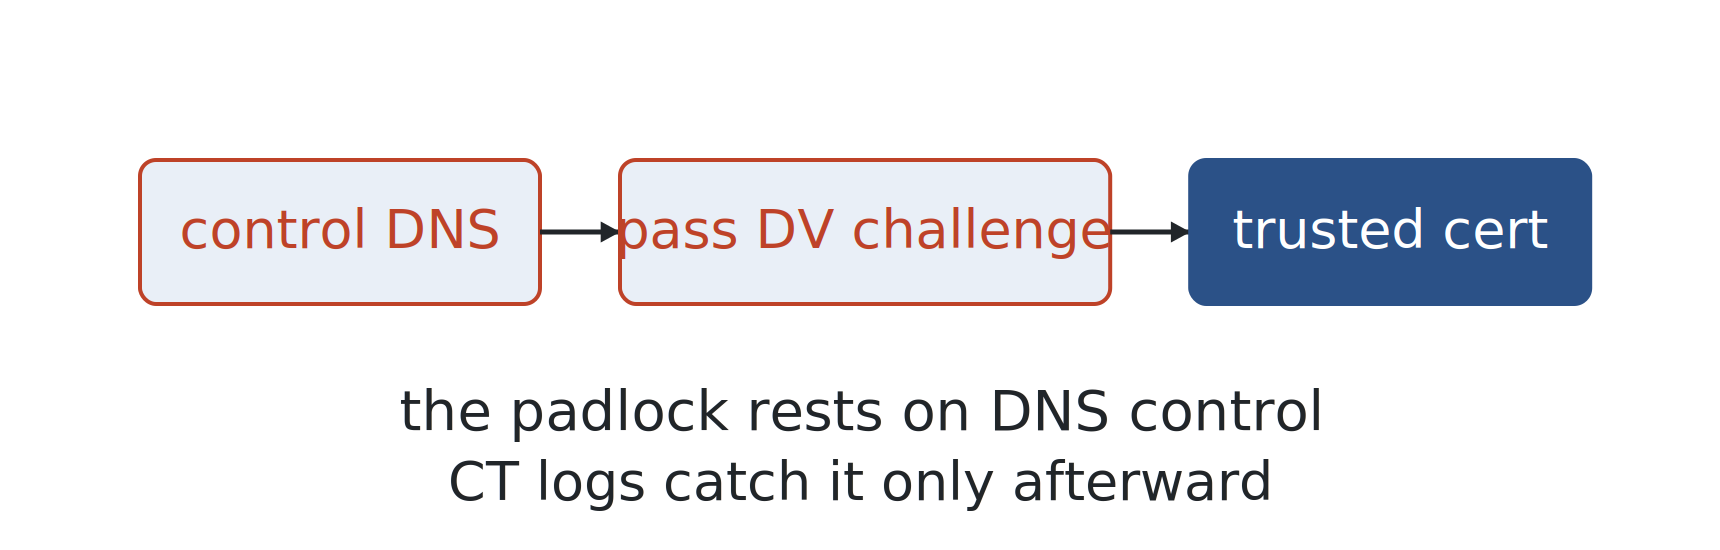 control DNS
pass DV challenge
trusted cert
the padlock rests on DNS control
CT logs catch it only afterward